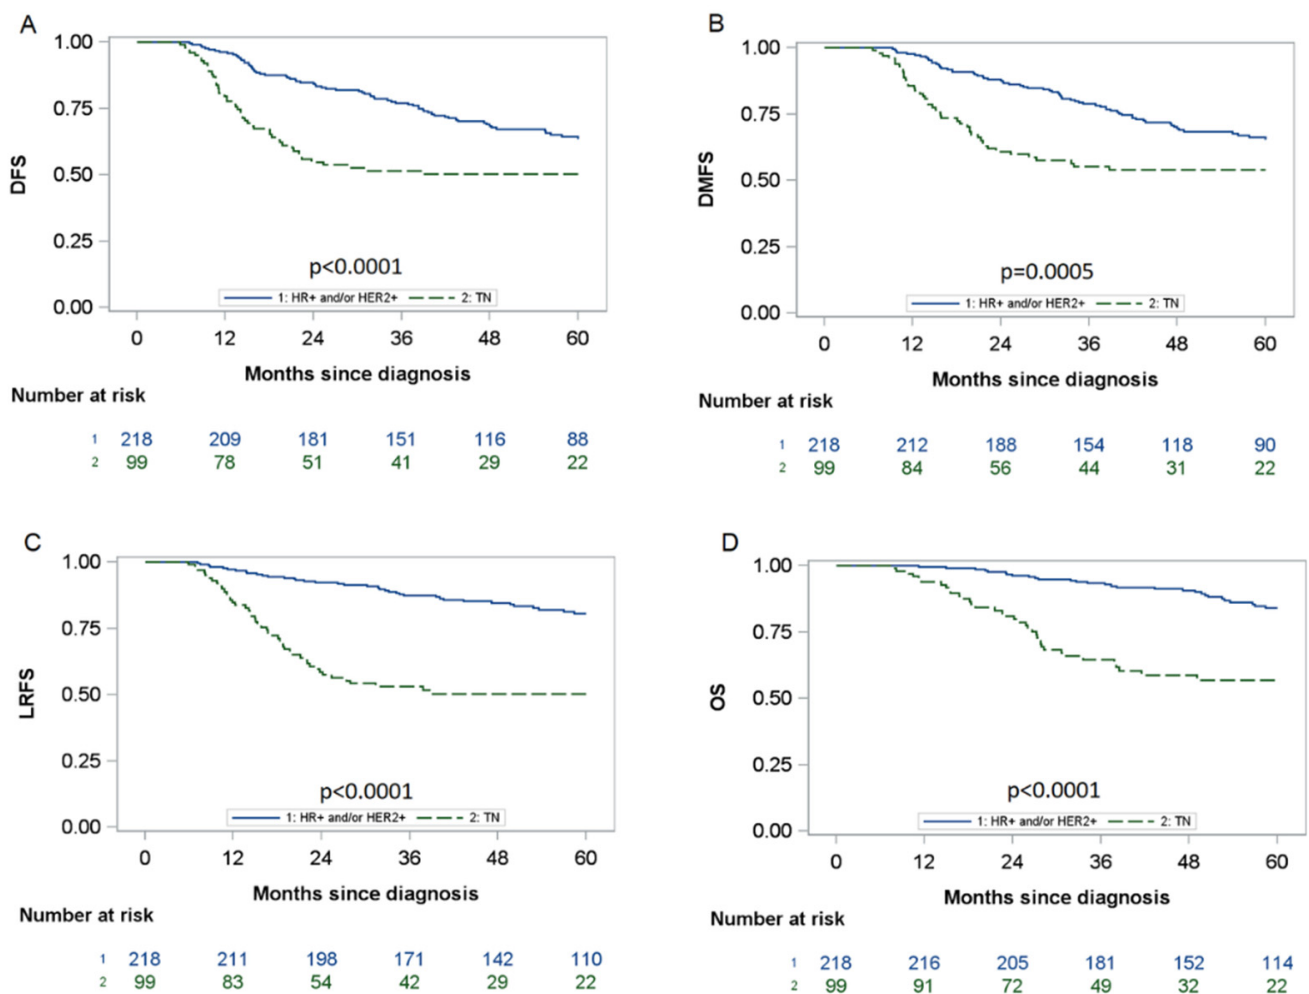 A
1.00
0.75
0.50
0.25
0.00
DFS
p<0.0001
1: HR+ and/or HER2+ 2: TN
0 12 24 36 48 60
Months since diagnosis
Number at risk
1 218 209 181 151 116 88
2 99 78 51 41 29 22
B
1.00
0.75
0.50
0.25
0.00
DMFS
p=0.0005
1: HR+ and/or HER2+ 2: TN
0 12 24 36 48 60
Months since diagnosis
Number at risk
1 218 212 188 154 118 90
2 99 84 56 44 31 22
C
1.00
0.75
0.50
0.25
0.00
LRFS
p<0.0001
1: HR+ and/or HER2+ 2: TN
0 12 24 36 48 60
Months since diagnosis
Number at risk
1 218 211 198 171 142 110
2 99 83 54 42 29 22
D
1.00
0.75
0.50
0.25
0.00
OS
p<0.0001
1: HR+ and/or HER2+ 2: TN
0 12 24 36 48 60
Months since diagnosis
Number at risk
1 218 216 205 181 152 114
2 99 91 72 49 32 22